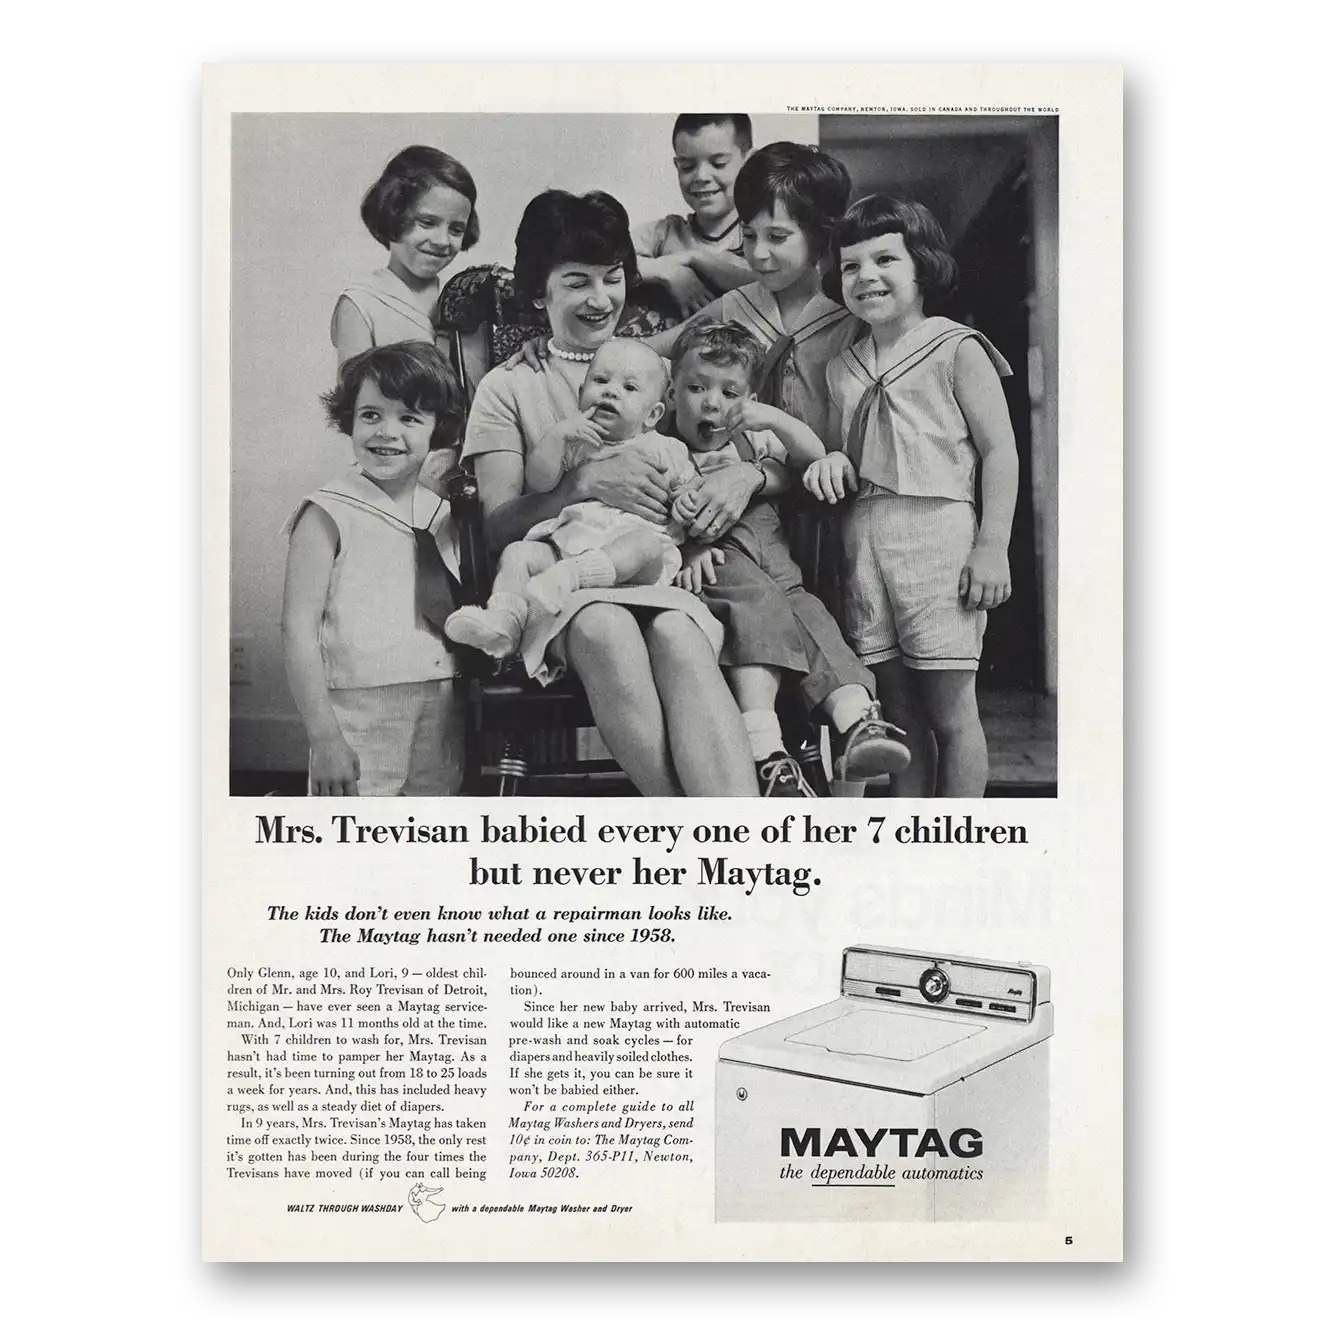 THE MAYTAG COMPANY, NEWTON, IOWA. SOLD IN CANADA AND THROUGHOUT THE WORLD
Mrs. Trevisan babied every one of her 7 children
but never her Maytag.
The kids don't even know what a repairman looks like.
The Maytag hasn't needed one since 1958.
Only Glenn, age 10, and Lori, 9 — oldest chil-
dren of Mr. and Mrs. Roy Trevisan of Detroit,
Michigan — have ever seen a Maytag service-
man. And, Lori was 11 months old at the time.
With 7 children to wash for, Mrs. Trevisan
hasn't had time to pamper her Maytag. As a
result, it's been turning out from 18 to 25 loads
a week for years. And, this has included heavy
rugs, as well as a steady diet of diapers.
In 9 years, Mrs. Trevisan's Maytag has taken
time off exactly twice. Since 1958, the only rest
it's gotten has been during the four times the
Trevisans have moved (if you can call being
bounced around in a van for 600 miles a vaca-
tion).
Since her new baby arrived, Mrs. Trevisan
would like a new Maytag with automatic
pre-wash and soak cycles — for
diapers and heavily soiled clothes.
If she gets it, you can be sure it
won't be babied either.
For a complete guide to all
Maytag Washers and Dryers, send
10¢ in coin to: The Maytag Com-
pany, Dept. 365-P11, Newton,
Iowa 50208.
MAYTAG
the dependable automatics
WALTZ THROUGH WASHDAY with a dependable Maytag Washer and Dryer
5